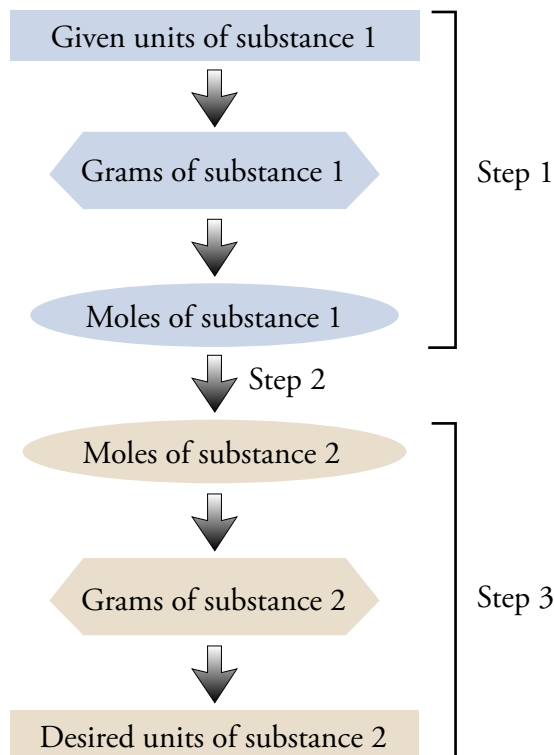 Given units of substance 1
Grams of substance 1
Step 1
Moles of substance 1
Step 2
Moles of substance 2
Grams of substance 2
Step 3
Desired units of substance 2